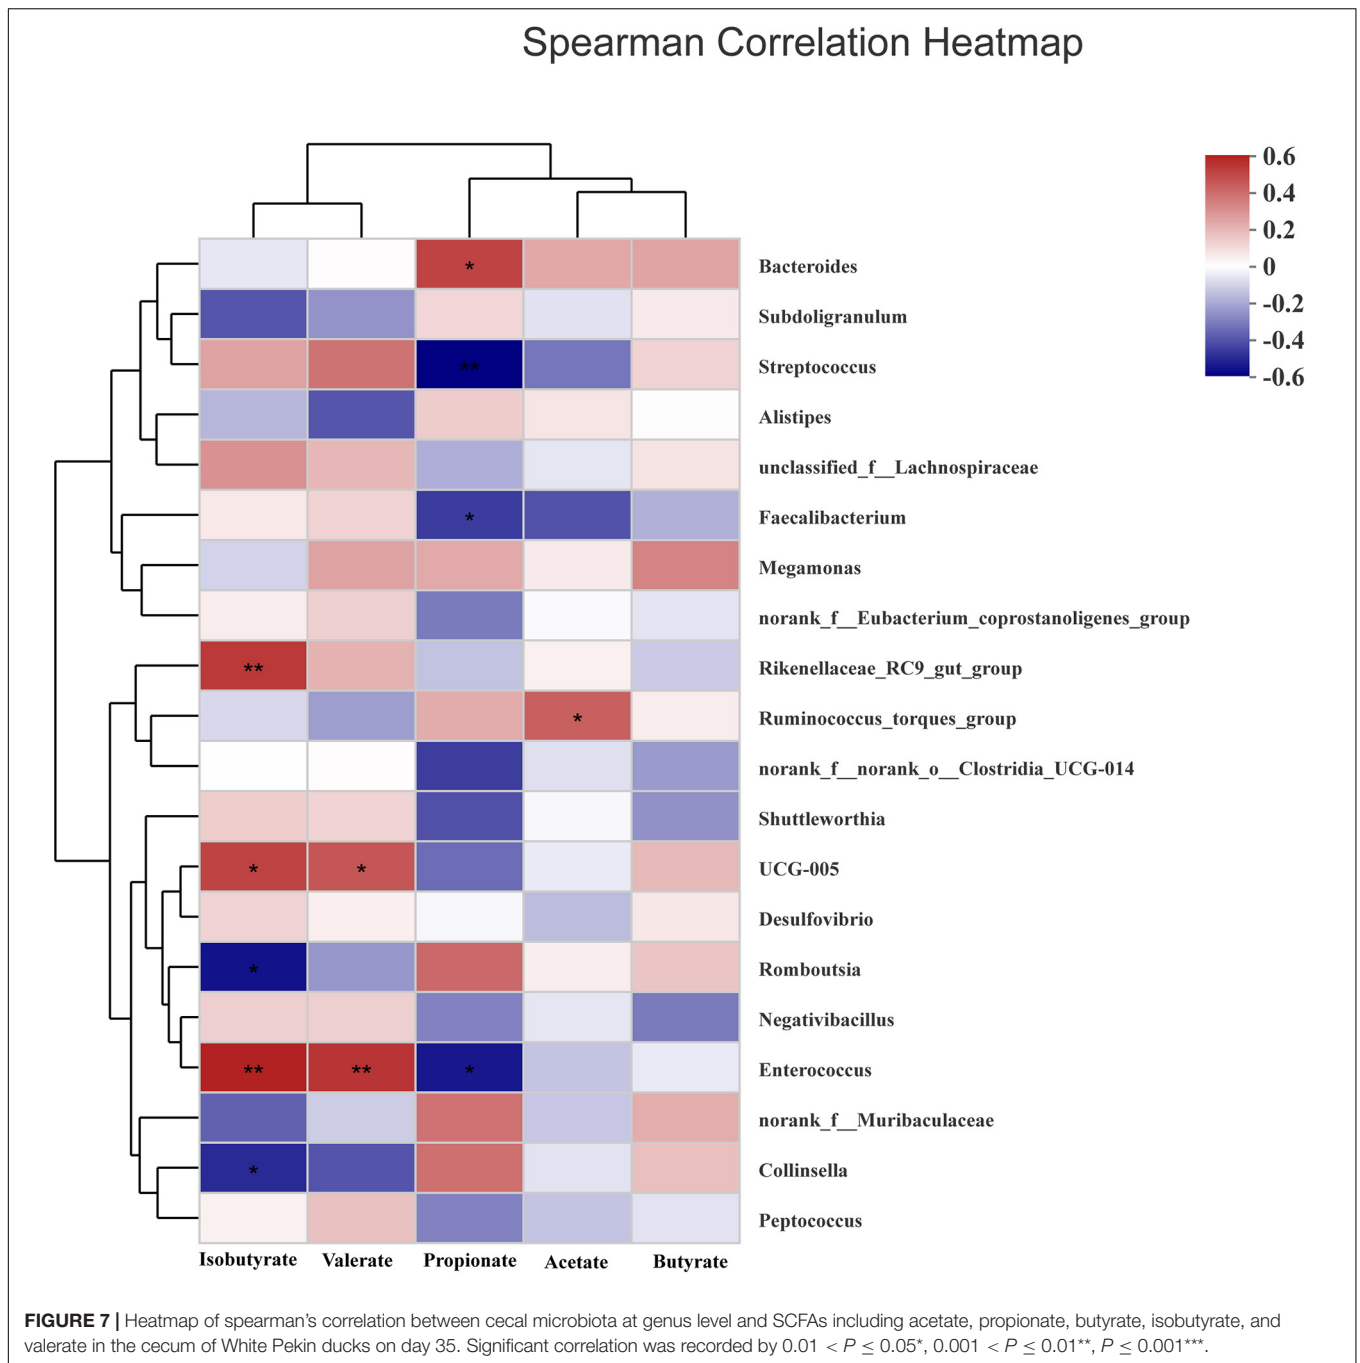 Spearman Correlation Heatmap
0.6
0.4
0.2
0
-0.2
-0.4
-0.6
* Bacteroides
Subdoligranulum
** Streptococcus
Alistipes
unclassified_f__Lachnospiraceae
* Faecalibacterium
Megamonas
norank_f__Eubacterium_coprostanoligenes_group
** Rikenellaceae_RC9_gut_group
* Ruminococcus_torques_group
norank_f__norank_o__Clostridia_UCG-014
Shuttleworthia
* * UCG-005
Desulfovibrio
* Romboutsia
Negativibacillus
** ** * Enterococcus
norank_f__Muribaculaceae
* Collinsella
Peptococcus
Isobutyrate Valerate Propionate Acetate Butyrate
FIGURE 7 | Heatmap of spearman's correlation between cecal microbiota at genus level and SCFAs including acetate, propionate, butyrate, isobutyrate, and
valerate in the cecum of White Pekin ducks on day 35. Significant correlation was recorded by 0.01 < P ≤ 0.05*, 0.001 < P ≤ 0.01**, P ≤ 0.001***.